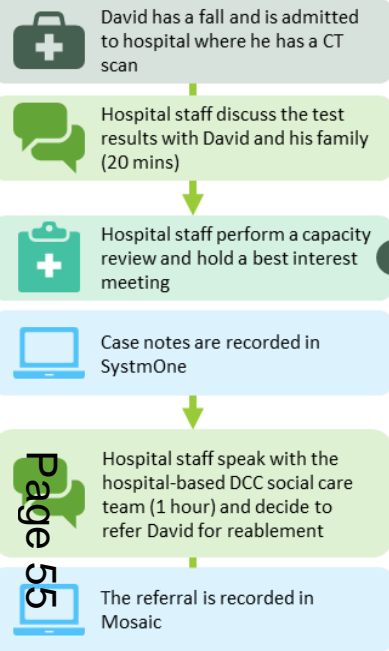 David has a fall and is admitted
to hospital where he has a CT
scan
Hospital staff discuss the test
results with David and his family
(20 mins)
Hospital staff perform a capacity
review and hold a best interest
meeting
Case notes are recorded in
SystmOne
Hospital staff speak with the
hospital-based DCC social care
team (1 hour) and decide to
refer David for reablement
Page 55
The referral is recorded in
Mosaic